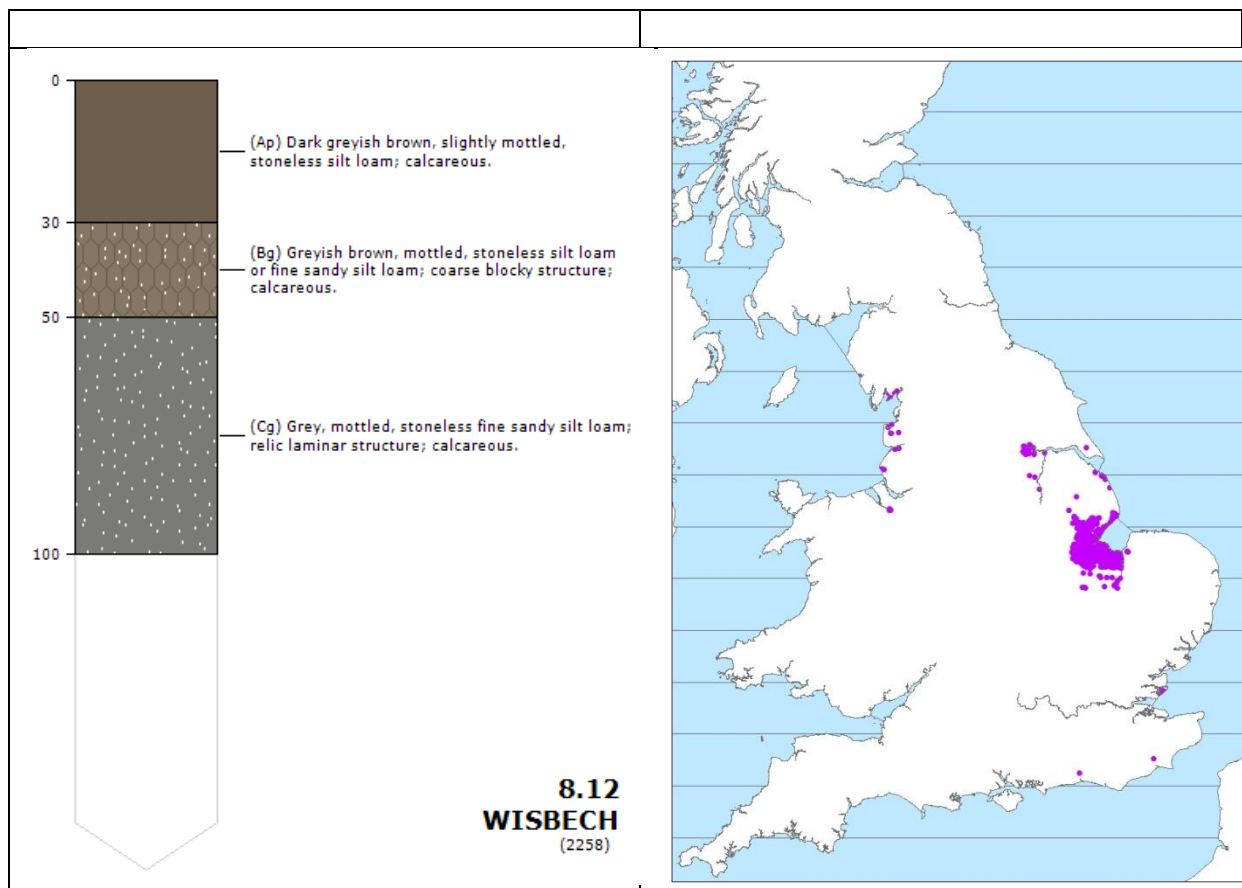 0
(Ap) Dark greyish brown, slightly mottled,
stoneless silt loam; calcareous.
30
(Bg) Greyish brown, mottled, stoneless silt loam
or fine sandy silt loam; coarse blocky structure;
calcareous.
50
(Cg) Grey, mottled, stoneless fine sandy silt loam;
relic laminar structure; calcareous.
100
8.12
WISBECH
(2258)